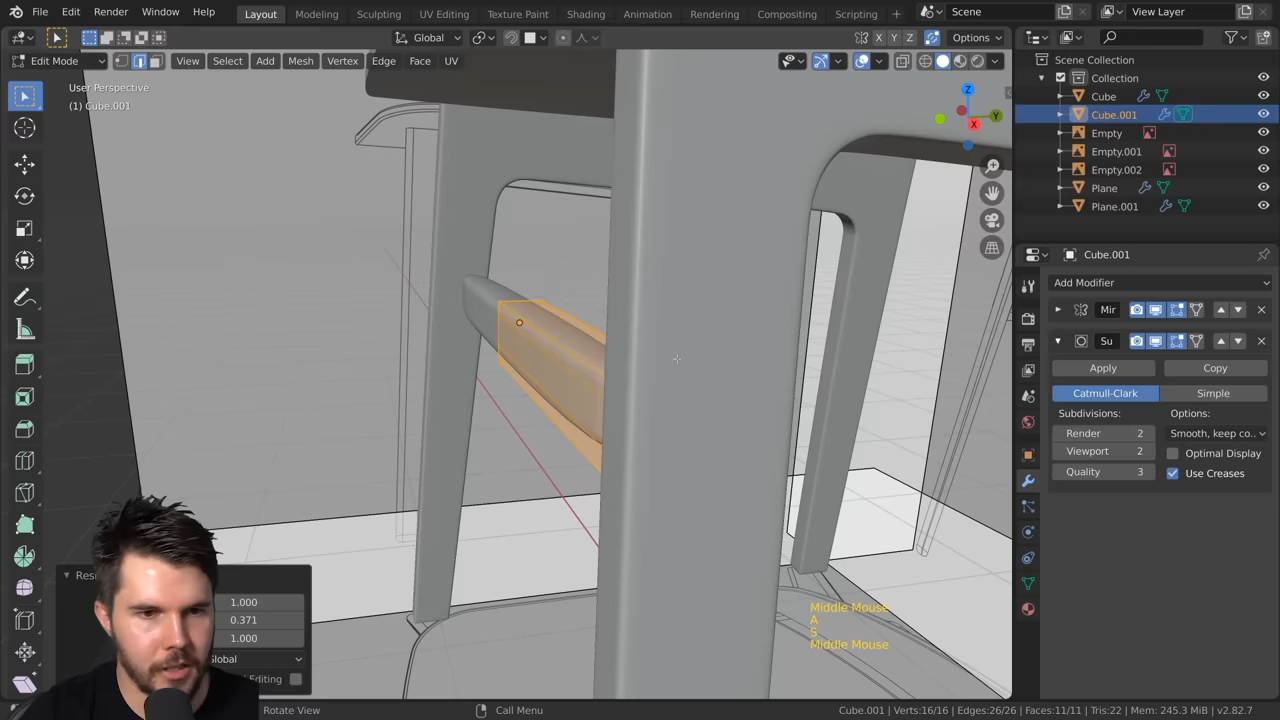 File Edit Render Window Help Layout Modeling Sculpting UV Editing Texture Paint Shading Animation Rendering Compositing Scripting + Scene View Layer
Global X Y Z Options
Edit Mode View Select Add Mesh Vertex Edge Face UV
User Perspective
(1) Cube.001
Z
Y
X
Scene Collection
Collection
Cube
Cube.001
Empty
Empty.001
Empty.002
Plane
Plane.001
Cube.001
Add Modifier
Mir
Su
Apply Copy
Catmull-Clark Simple
Subdivisions: Options:
Render 2 Smooth, keep co..
Viewport 2 Optimal Display
Quality 3 Use Creases
Res
1.000
0.371
1.000
Global
Editing
Middle Mouse
A
S
Middle Mouse
Rotate View Call Menu Cube.001 | Verts:16/16 | Edges:26/26 | Faces:11/11 | Tris:22 | Mem: 245.3 MiB | v2.82.7